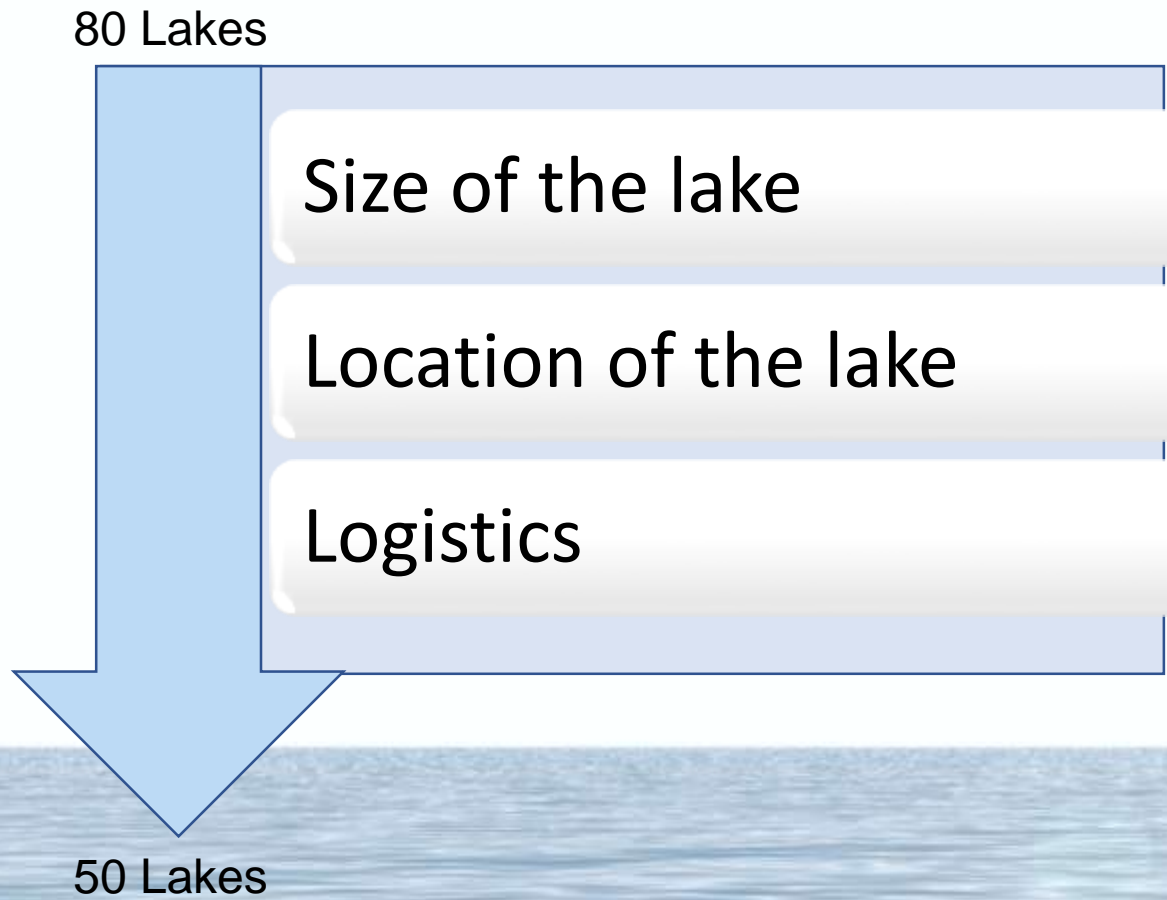 80 Lakes
Size of the lake
Location of the lake
Logistics
50 Lakes